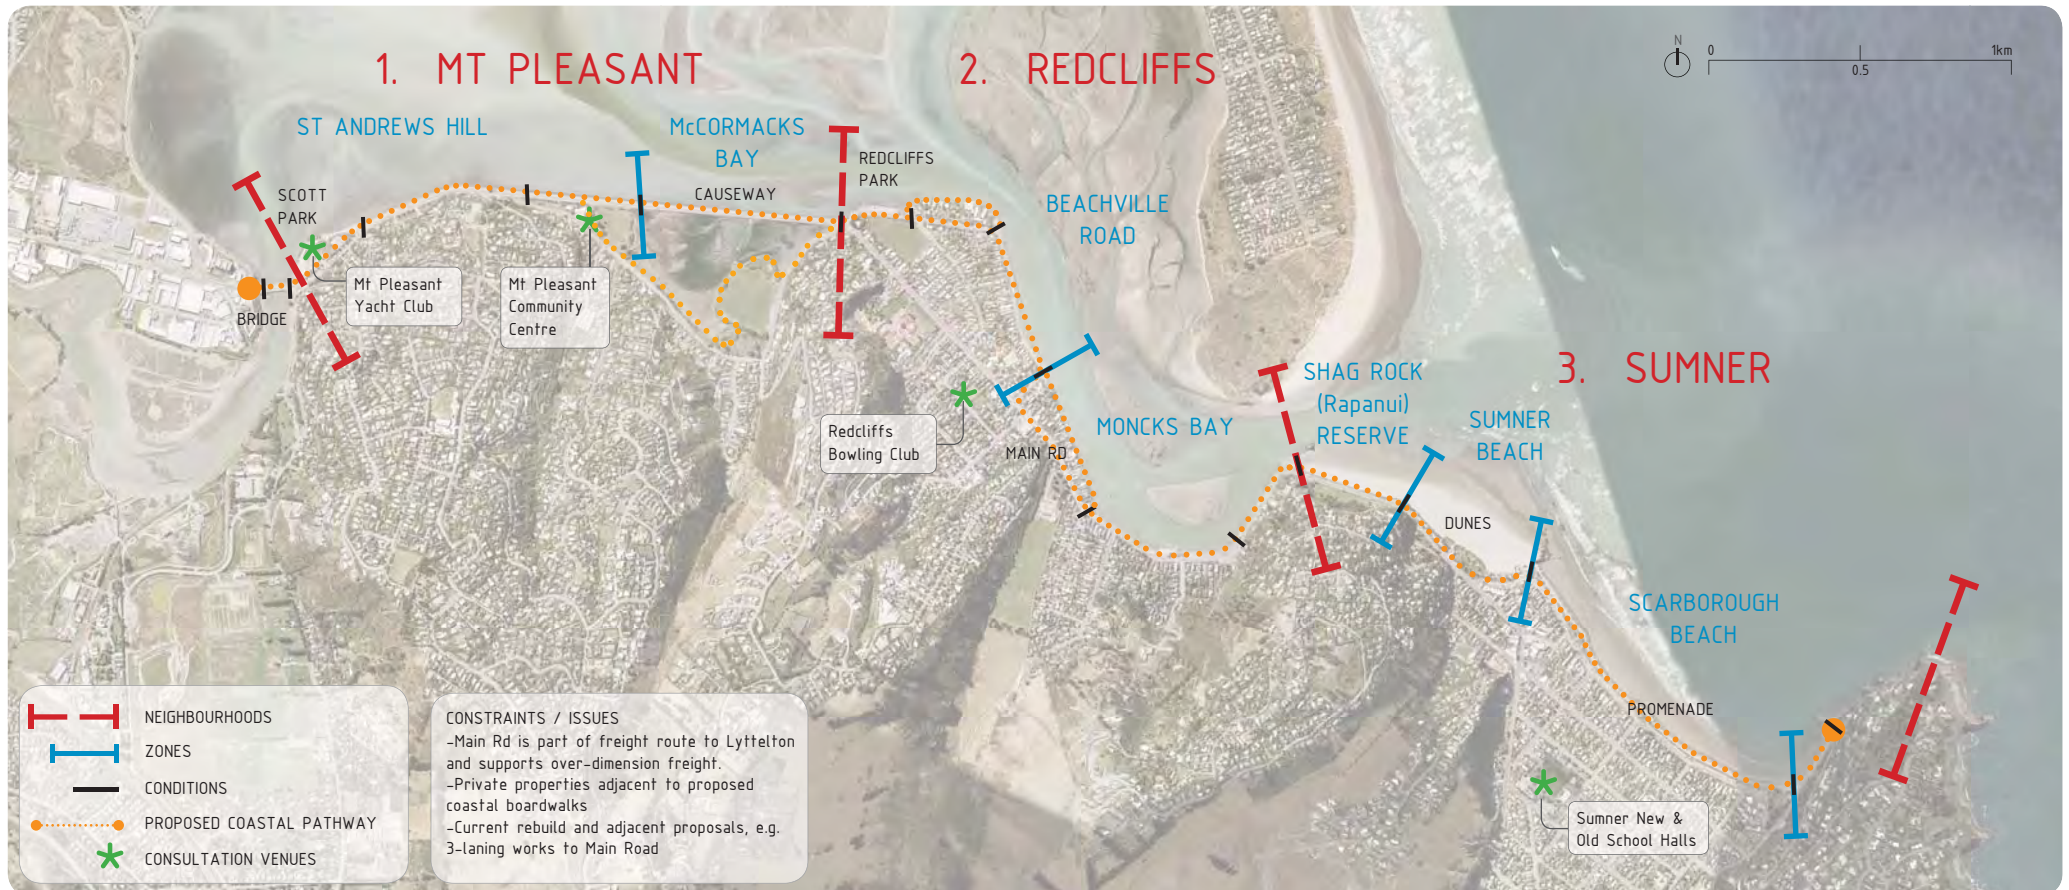 1. MT PLEASANT
2. REDCLIFFS
N
0
1km
0.5
ST ANDREWS HILL
McCORMACKS
BAY
REDCLIFFS
PARK
SCOTT
PARK
CAUSEWAY
BEACHVILLE
ROAD
Mt Pleasant
Yacht Club
Mt Pleasant
Community
Centre
BRIDGE
SHAG ROCK
(Rapanui)
RESERVE
3. SUMNER
SUMNER
BEACH
MONCKS BAY
Redcliffs
Bowling Club
MAIN RD
DUNES
SCARBOROUGH
BEACH
PROMENADE
Sumner New &
Old School Halls
NEIGHBOURHOODS
ZONES
CONDITIONS
PROPOSED COASTAL PATHWAY
CONSULTATION VENUES
CONSTRAINTS / ISSUES
-Main Rd is part of freight route to Lyttelton
and supports over-dimension freight.
-Private properties adjacent to proposed
coastal boardwalks
-Current rebuild and adjacent proposals, e.g.
3-laning works to Main Road